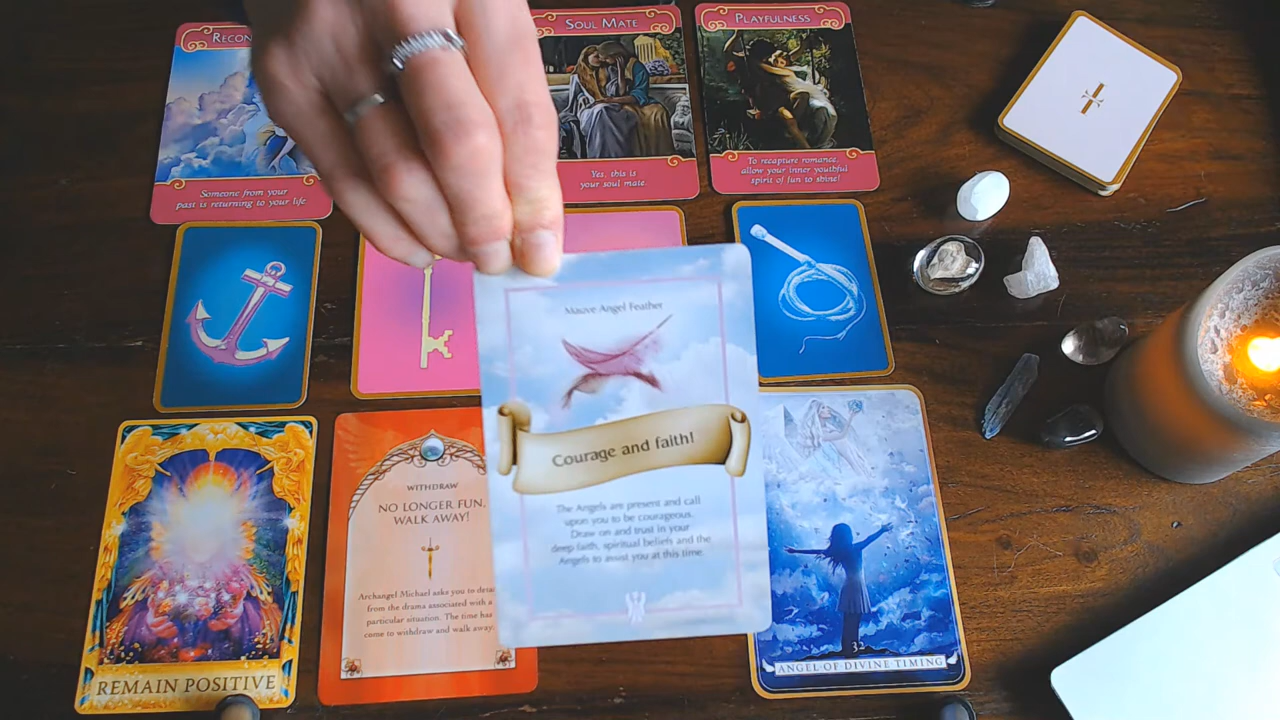 RECON
SOUL MATE
PLAYFULNESS
Someone from your
past is returning to your life.
Yes, this is
your soul mate.
To recapture romance,
allow your inner youthful
spirit of fun to shine!
Mauve Angel Feather
Courage and faith!
The Angels are present and call
upon you to be courageous.
Draw on and trust in your
deep faith, spiritual beliefs and the
Angels to assist you at this time.
REMAIN POSITIVE
WITHDRAW
NO LONGER FUN,
WALK AWAY!
Archangel Michael asks you to detac
from the drama associated with a
particular situation. The time has
come to withdraw and walk away
32
ANGEL OF DIVINE TIMING